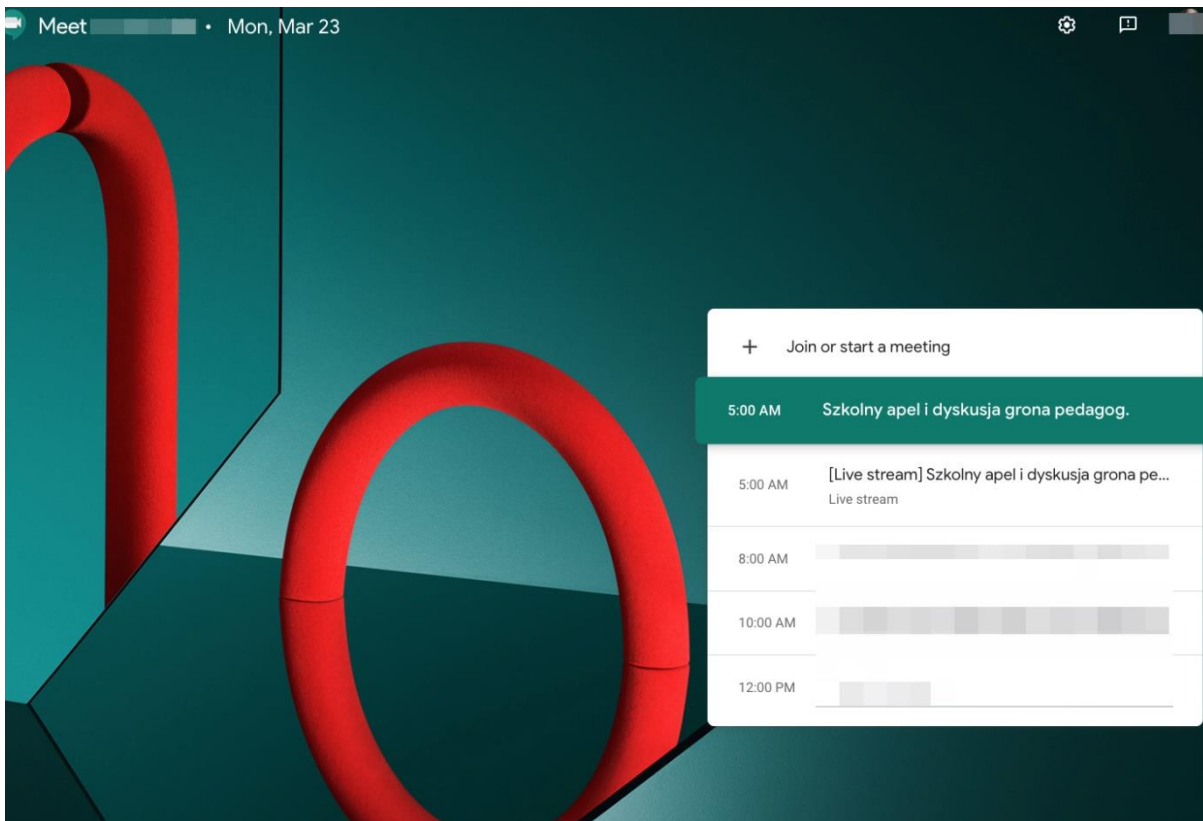 Meet • Mon, Mar 23
Join or start a meeting
5:00 AM Szkolny apel i dyskusja grona pedagog.
5:00 AM [Live stream] Szkolny apel i dyskusja grona pe...
Live stream
8:00 AM
10:00 AM
12:00 PM